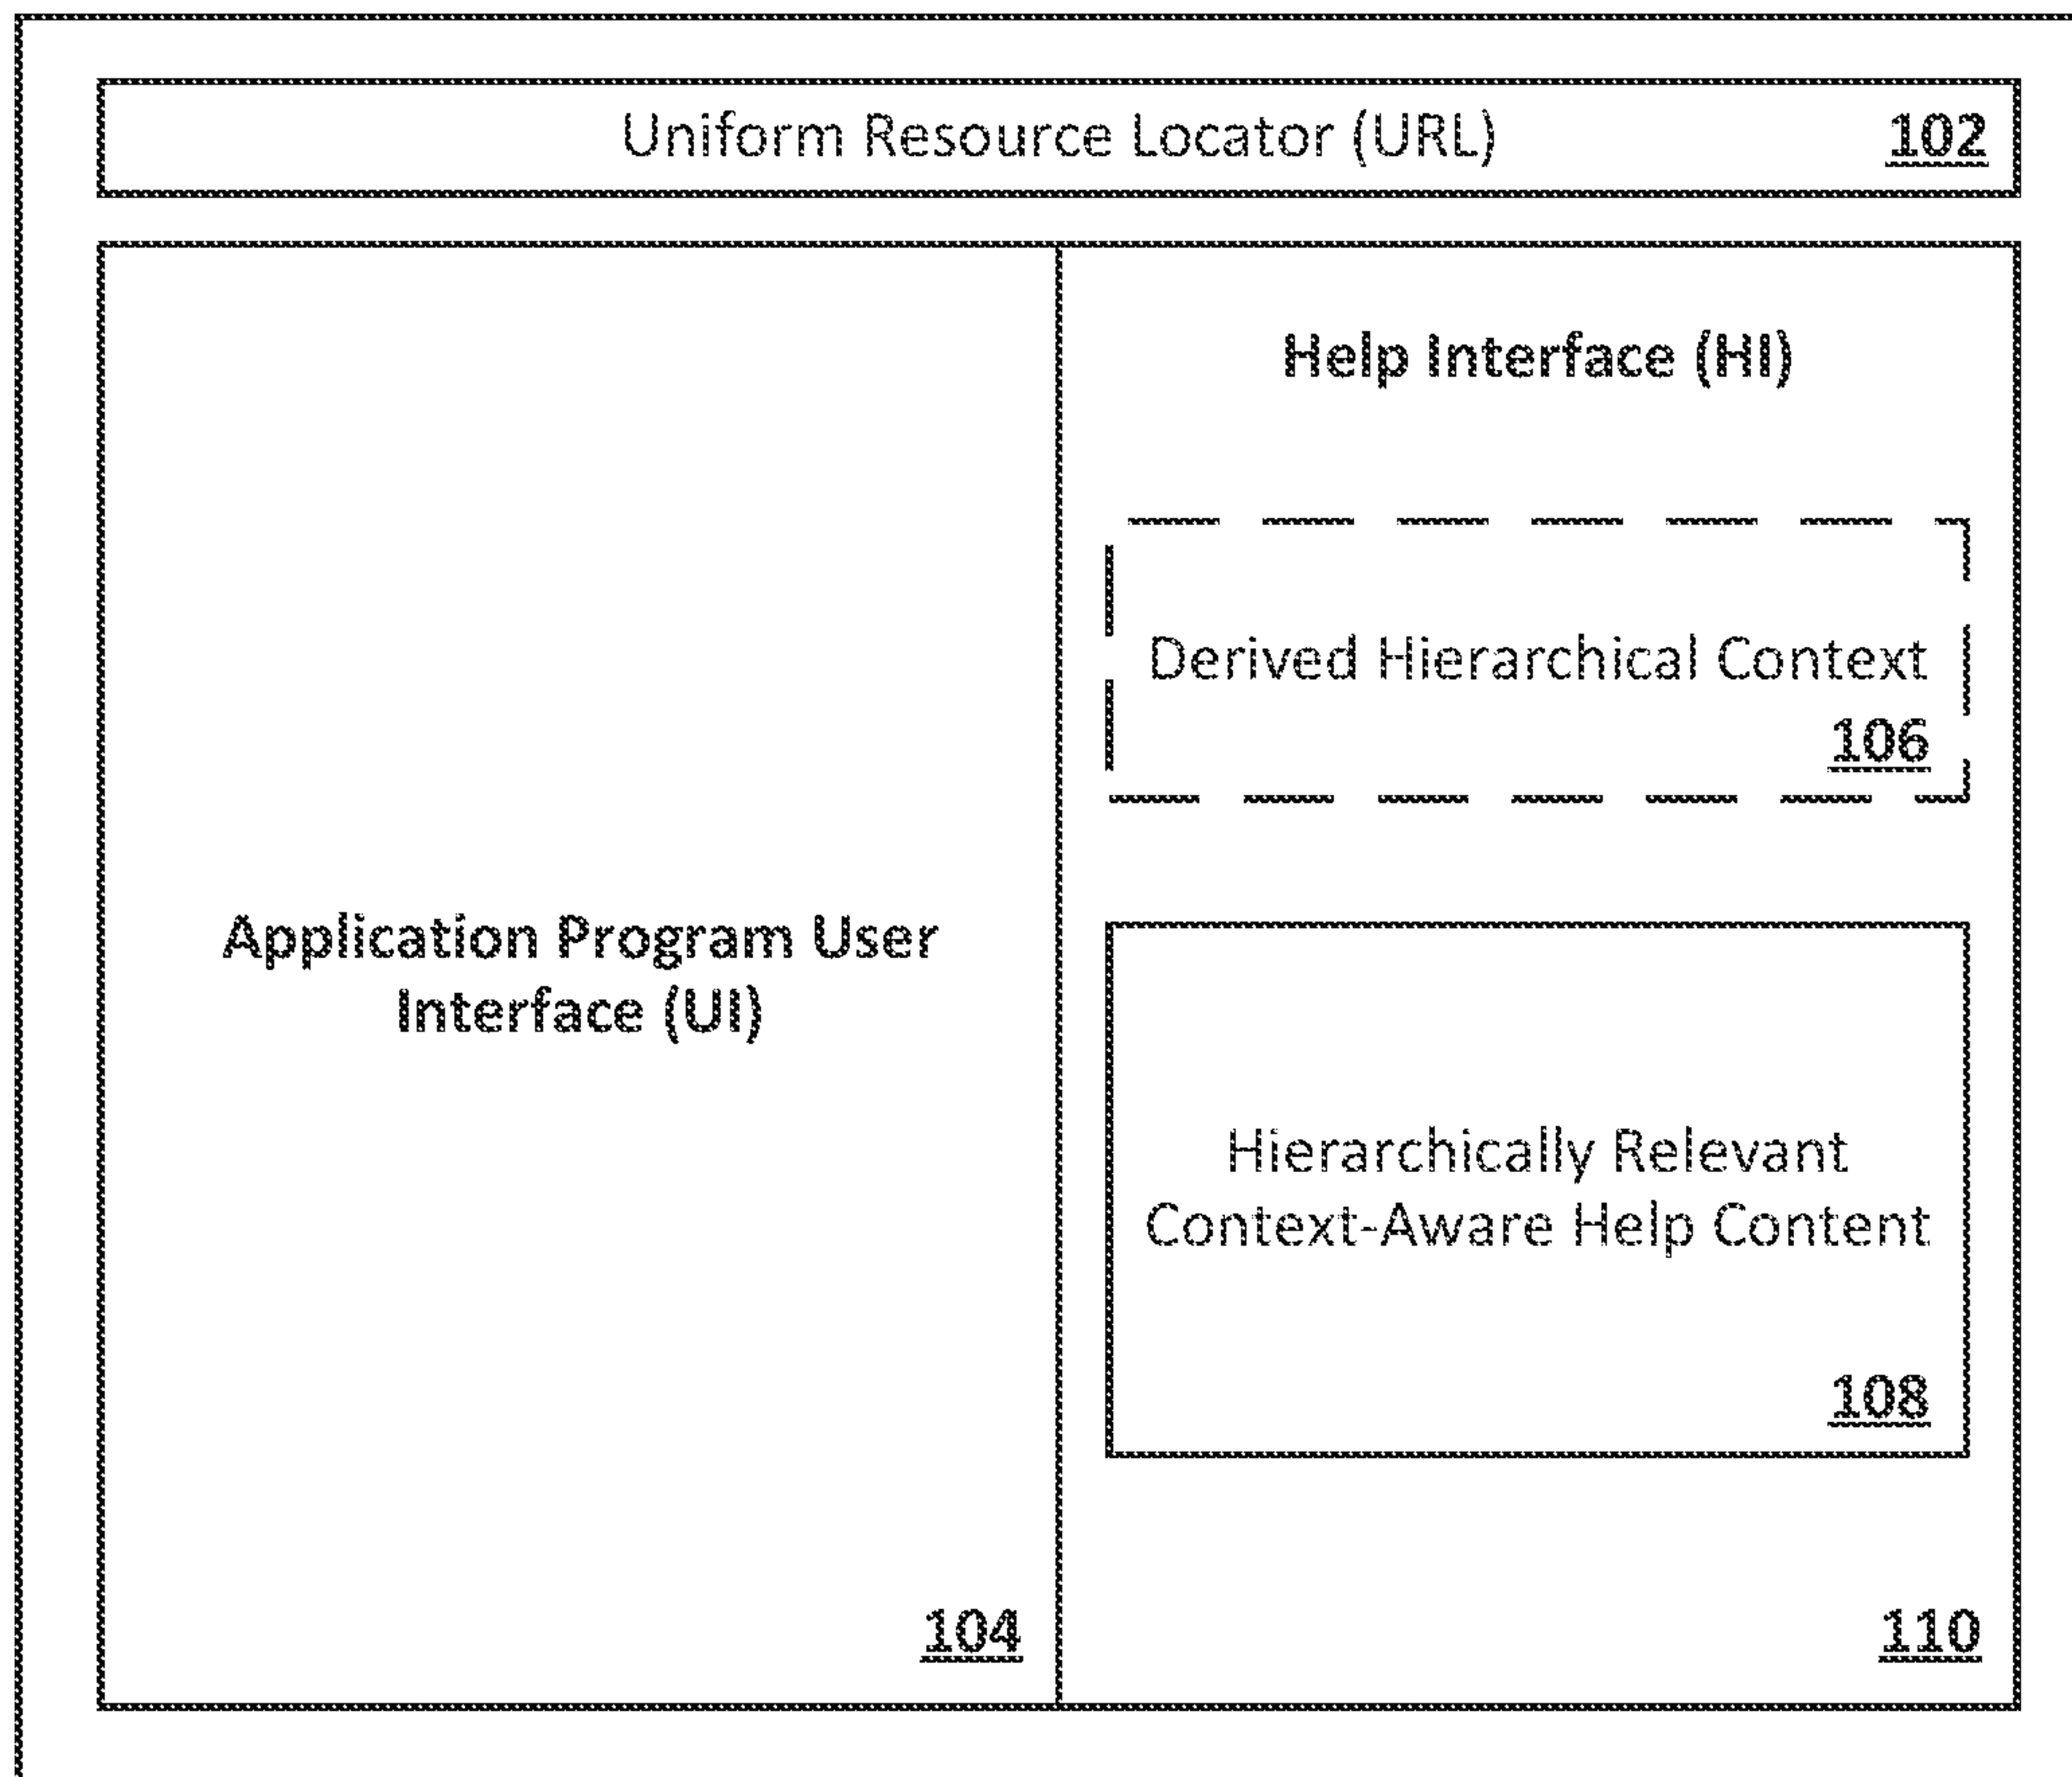 Uniform Resource Locator (URL) 102
Application Program User
Interface (UI)
104
Help Interface (HI)
Derived Hierarchical Context
106
Hierarchically Relevant
Context-Aware Help Content
108
110